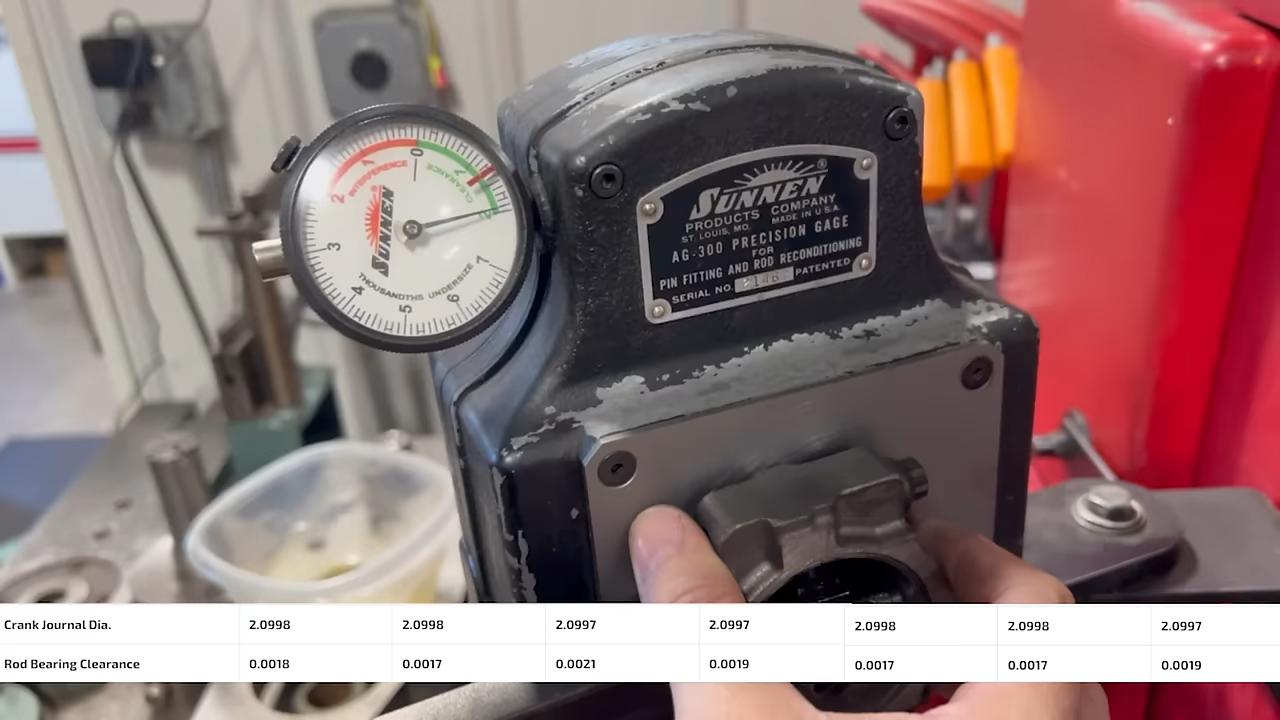 0
1
INTERFERENCE
2
3
4
5
6
7
CLEARANCE
SUNNEN
THOUSANDTHS UNDERSIZE
SUNNEN®
PRODUCTS COMPANY
ST. LOUIS, MO. MADE IN U.S.A.
AG-300 PRECISION GAGE
FOR
PIN FITTING AND ROD RECONDITIONING
SERIAL NO. PATENTED
Crank Journal Dia. 2.0998 2.0998 2.0997 2.0997 2.0998 2.0998 2.0997
Rod Bearing Clearance 0.0018 0.0017 0.0021 0.0019 0.0017 0.0017 0.0019